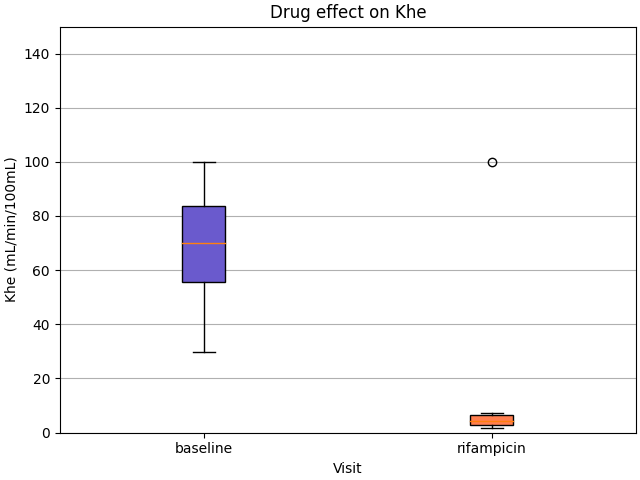 Drug effect on Khe
140
120
100
80
60
40
20
0
Khe (mL/min/100mL)
baseline
rifampicin
Visit